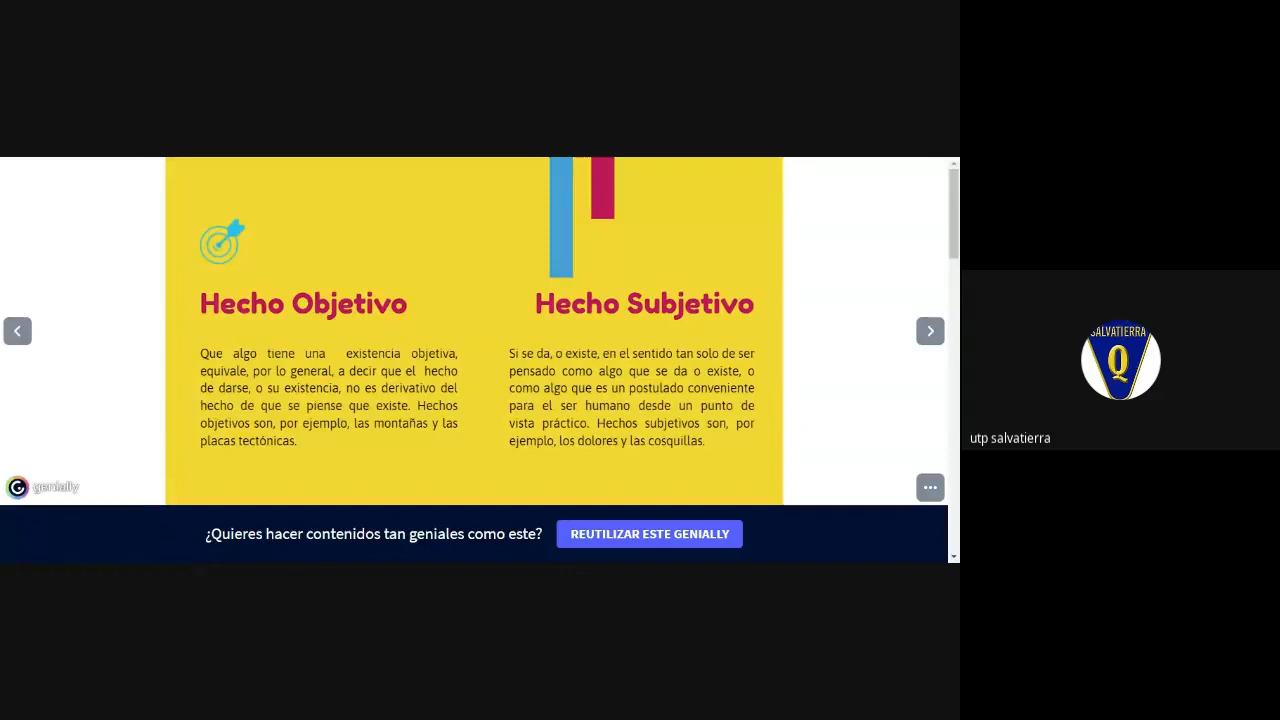 Hecho Objetivo
Que algo tiene una existencia objetiva,
equivale, por lo general, a decir que el hecho
de darse, o su existencia, no es derivativo del
hecho de que se piense que existe. Hechos
objetivos son, por ejemplo, las montañas y las
placas tectónicas.
Hecho Subjetivo
Si se da, o existe, en el sentido tan solo de ser
pensado como algo que se da o existe, o
como algo que es un postulado conveniente
para el ser humano desde un punto de
vista práctico. Hechos subjetivos son, por
ejemplo, los dolores y las cosquillas.
genially
¿Quieres hacer contenidos tan geniales como este?
REUTILIZAR ESTE GENIALLY
SALVATIERRA
Q
utp salvatierra